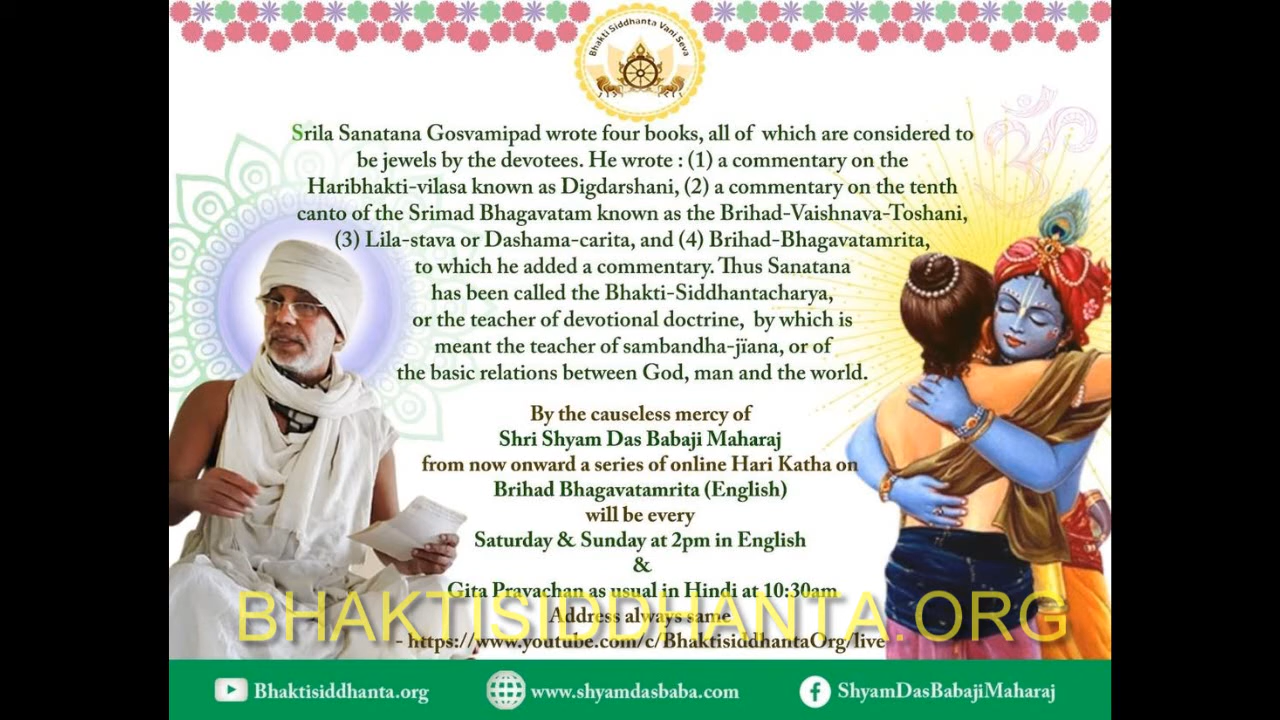 Bhakti Siddhanta Vani Seva
Srila Sanatana Gosvamipad wrote four books, all of which are considered to
be jewels by the devotees. He wrote : (1) a commentary on the
Haribhakti-vilasa known as Digdarshani, (2) a commentary on the tenth
canto of the Srimad Bhagavatam known as the Brihad-Vaishnava-Toshani,
(3) Lila-stava or Dashama-carita, and (4) Brihad-Bhagavatamrita,
to which he added a commentary. Thus Sanatana
has been called the Bhakti-Siddhantacharya,
or the teacher of devotional doctrine, by which is
meant the teacher of sambandha-jïana, or of
the basic relations between God, man and the world.
By the causeless mercy of
Shri Shyam Das Babaji Maharaj
from now onward a series of online Hari Katha on
Brihad Bhagavatamrita (English)
will be every
Saturday & Sunday at 2pm in English
&
Gita Pravachan as usual in Hindi at 10:30am
Address always same
- https://www.youtube.com/c/BhaktisiddhantaOrg/live-
BHAKTISIDDHANTA.ORG
Bhaktisiddhanta.org
www.shyamdasbaba.com
ShyamDasBabajiMaharaj
ॐ